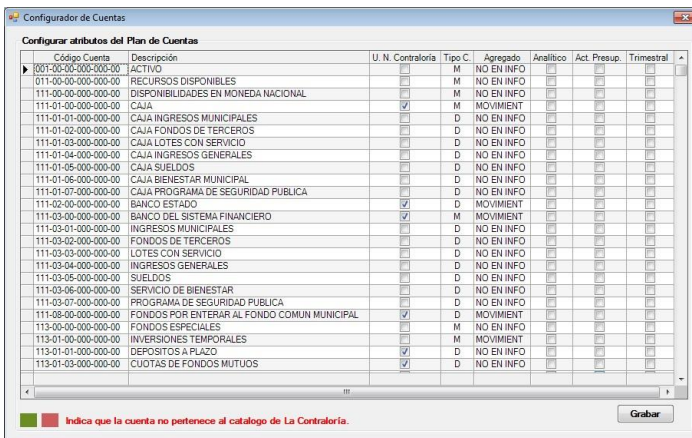 Configurador de Cuentas
Configurar atributos del Plan de Cuentas
Código Cuenta Descripción U. N. Contraloría Tipo C. Agregado Analítico Act. Presup. Trimestral
001-00-00-000-000-00 ACTIVO M NO EN INFO
011-00-00-000-000-00 RECURSOS DISPONIBLES M NO EN INFO
111-00-00-000-000-00 DISPONIBILIDADES EN MONEDA NACIONAL M NO EN INFO
111-01-00-000-000-00 CAJA M MOVIMIENT
111-01-01-000-000-00 CAJA INGRESOS MUNICIPALES D NO EN INFO
111-01-02-000-000-00 CAJA FONDOS DE TERCEROS D NO EN INFO
111-01-03-000-000-00 CAJA LOTES CON SERVICIO D NO EN INFO
111-01-04-000-000-00 CAJA INGRESOS GENERALES D NO EN INFO
111-01-05-000-000-00 CAJA SUELDOS D NO EN INFO
111-01-06-000-000-00 CAJA BIENESTAR MUNICIPAL D NO EN INFO
111-01-07-000-000-00 CAJA PROGRAMA DE SEGURIDAD PUBLICA D NO EN INFO
111-02-00-000-000-00 BANCO ESTADO D MOVIMIENT
111-03-00-000-000-00 BANCO DEL SISTEMA FINANCIERO M MOVIMIENT
111-03-01-000-000-00 INGRESOS MUNICIPALES D NO EN INFO
111-03-02-000-000-00 FONDOS DE TERCEROS D NO EN INFO
111-03-03-000-000-00 LOTES CON SERVICIO D NO EN INFO
111-03-04-000-000-00 INGRESOS GENERALES D NO EN INFO
111-03-05-000-000-00 SUELDOS D NO EN INFO
111-03-06-000-000-00 SERVICIO DE BIENESTAR D NO EN INFO
111-03-07-000-000-00 PROGRAMA DE SEGURIDAD PUBLICA D NO EN INFO
111-08-00-000-000-00 FONDOS POR ENTERAR AL FONDO COMUN MUNICIPAL D MOVIMIENT
113-00-00-000-000-00 FONDOS ESPECIALES M NO EN INFO
113-01-00-000-000-00 INVERSIONES TEMPORALES M NO EN INFO
113-01-01-000-000-00 DEPOSITOS A PLAZO D NO EN INFO
113-01-03-000-000-00 CUOTAS DE FONDOS MUTUOS D NO EN INFO
Indica que la cuenta no pertenece al catalogo de La Contraloría.
Grabar